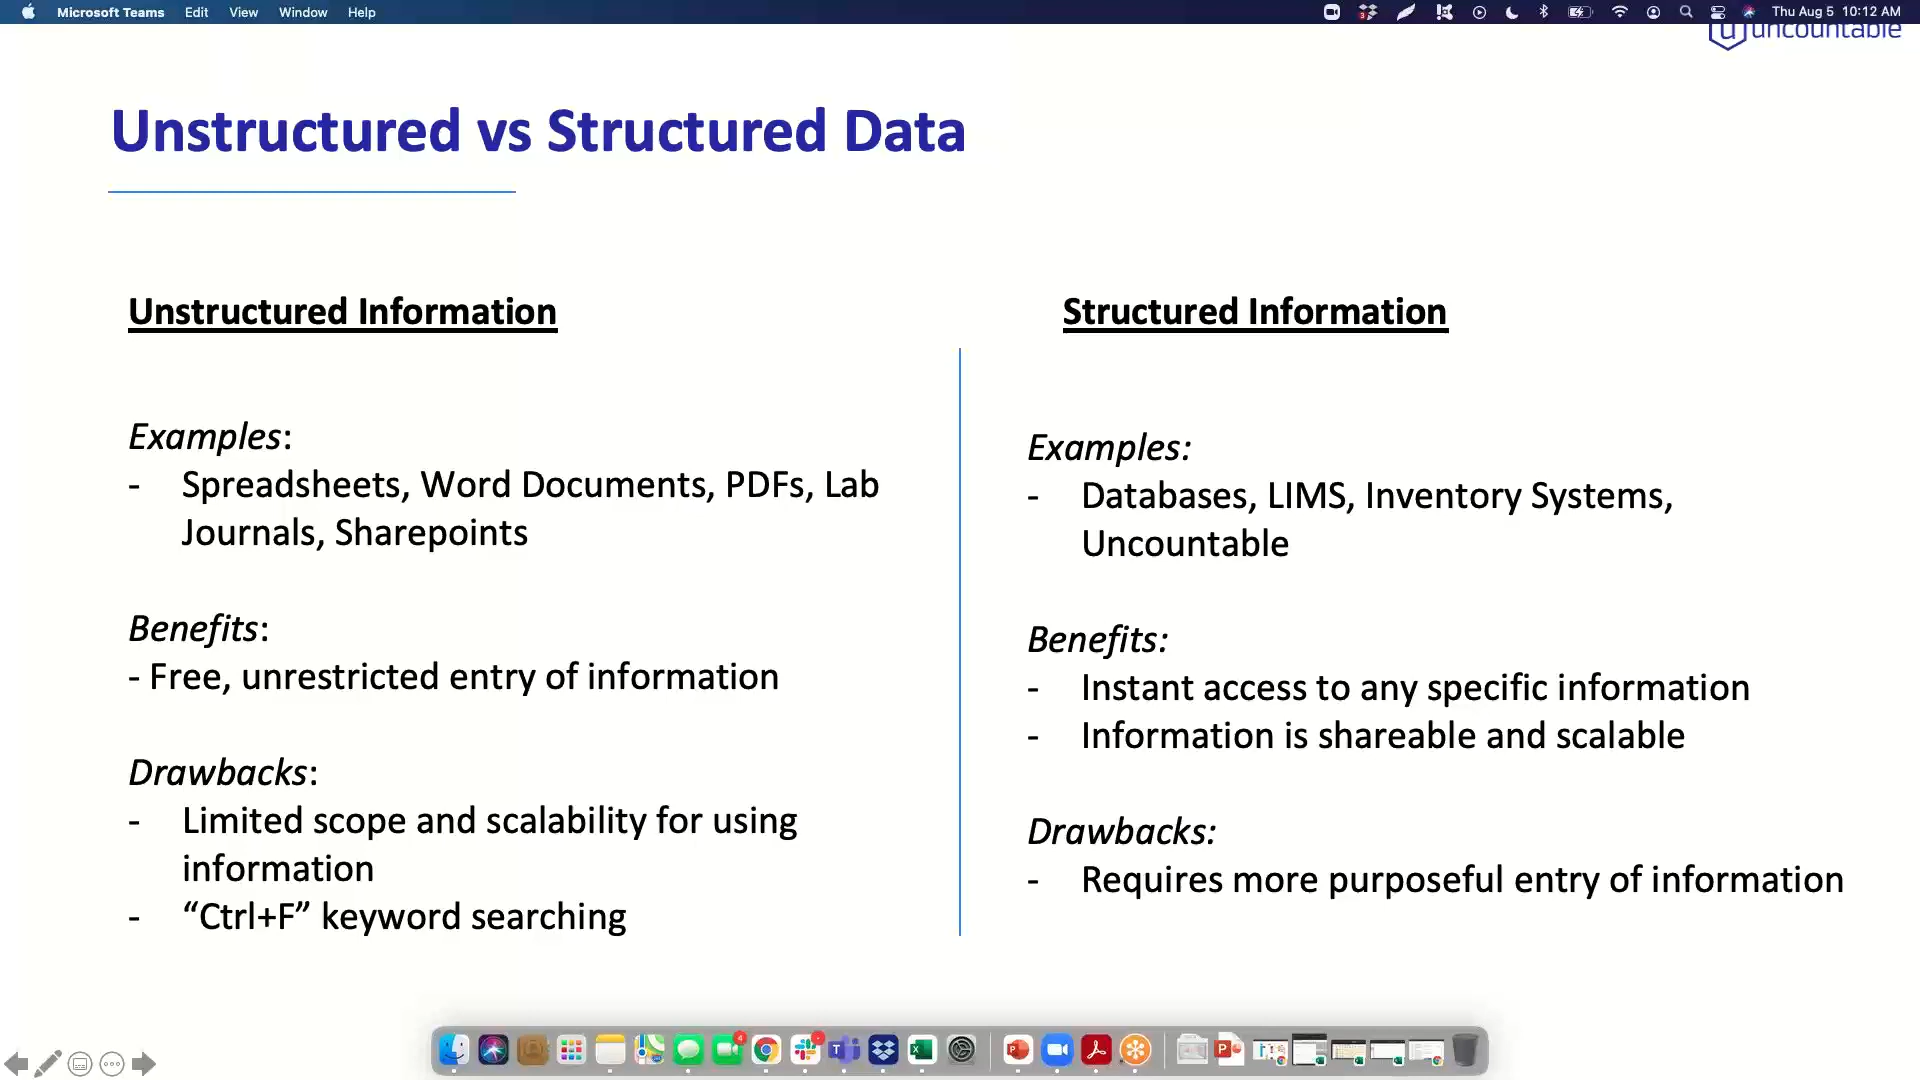 Microsoft Teams Edit View Window Help
3
Thu Aug 5 10:12 AM
uncountable
Unstructured vs Structured Data
Unstructured Information
Examples:
- Spreadsheets, Word Documents, PDFs, Lab
Journals, Sharepoints
Benefits:
- Free, unrestricted entry of information
Drawbacks:
- Limited scope and scalability for using
information
- “Ctrl+F” keyword searching
Structured Information
Examples:
- Databases, LIMS, Inventory Systems,
Uncountable
Benefits:
- Instant access to any specific information
- Information is shareable and scalable
Drawbacks:
- Requires more purposeful entry of information
4